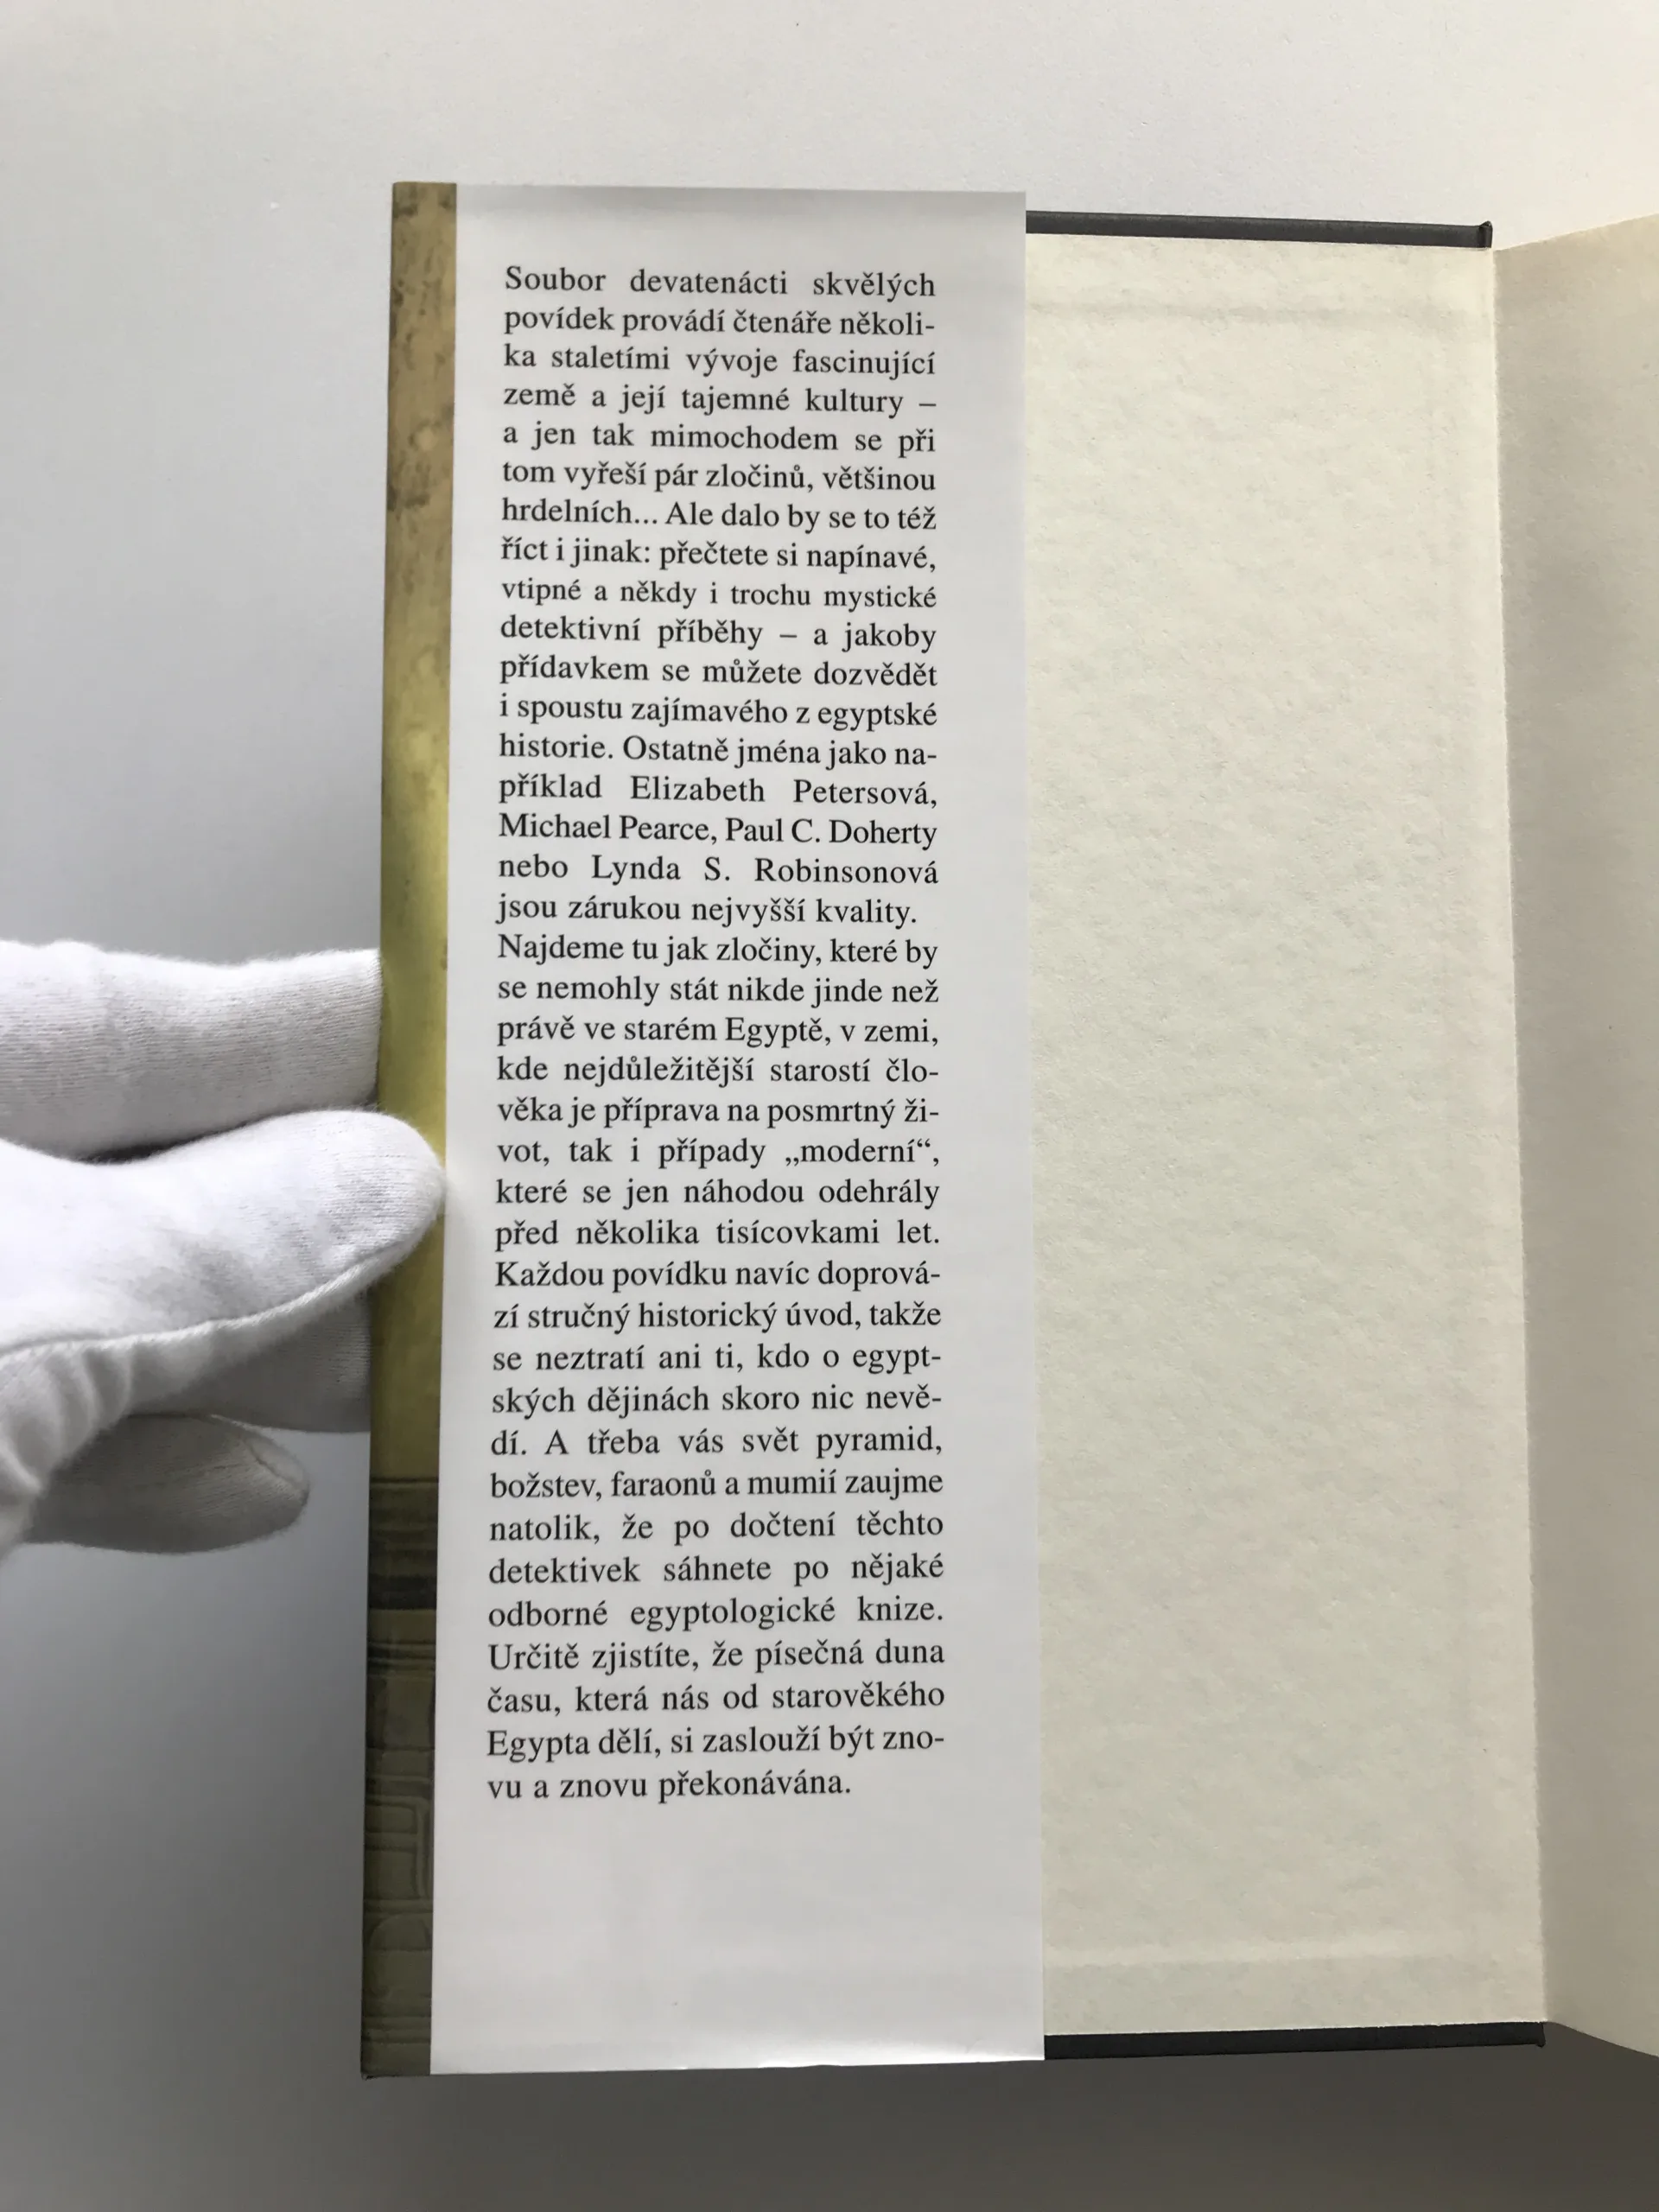 Soubor devatenácti skvělých
povídek provádí čtenáře několi-
ka staletími vývoje fascinující
země a její tajemné kultury –
a jen tak mimochodem se při
tom vyřeší pár zločinů, většinou
hrdelních... Ale dalo by se to též
říct i jinak: přečtete si napínavé,
vtipné a někdy i trochu mystické
detektivní příběhy – a jakoby
přídavkem se můžete dozvědět
i spoustu zajímavého z egyptské
historie. Ostatně jména jako na-
příklad Elizabeth Petersová,
Michael Pearce, Paul C. Doherty
nebo Lynda S. Robinsonová
jsou zárukou nejvyšší kvality.
Najdeme tu jak zločiny, které by
se nemohly stát nikde jinde než
právě ve starém Egyptě, v zemi,
kde nejdůležitější starostí člo-
věka je příprava na posmrtný ži-
vot, tak i případy „moderní“,
které se jen náhodou odehrály
před několika tisícovkami let.
Každou povídku navíc doprová-
zí stručný historický úvod, takže
se neztratí ani ti, kdo o egypt-
ských dějinách skoro nic nevě-
dí. A třeba vás svět pyramid,
božstev, faraonů a mumií zaujme
natolik, že po dočtení těchto
detektivek sáhnete po nějaké
odborné egyptologické knize.
Určitě zjistíte, že písečná duna
času, která nás od starověkého
Egypta dělí, si zaslouží být zno-
vu a znovu překonávána.